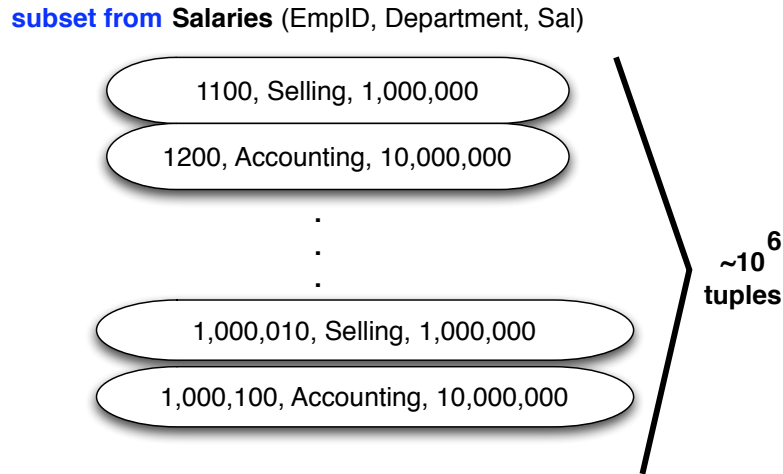 subset from Salaries (EmpID, Department, Sal)
1100, Selling, 1,000,000
1200, Accounting, 10,000,000
.
.
.
1,000,010, Selling, 1,000,000
1,000,100, Accounting, 10,000,000
~10^6
tuples